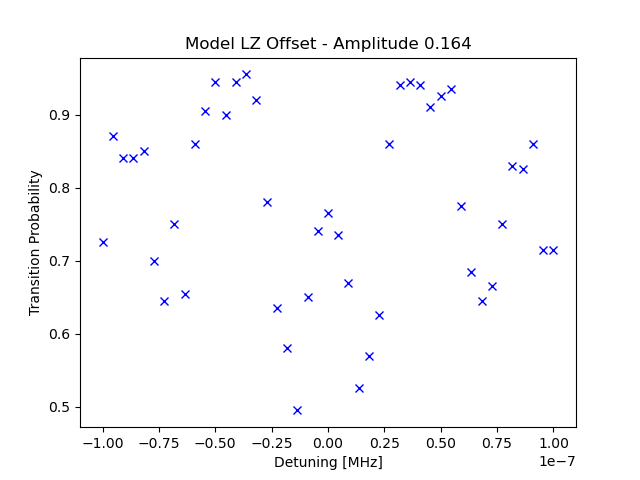 Model LZ Offset - Amplitude 0.164
Transition Probability
0.9
0.8
0.7
0.6
0.5
−1.00 −0.75 −0.50 −0.25 0.00 0.25 0.50 0.75 1.00
Detuning [MHz]
1e−7